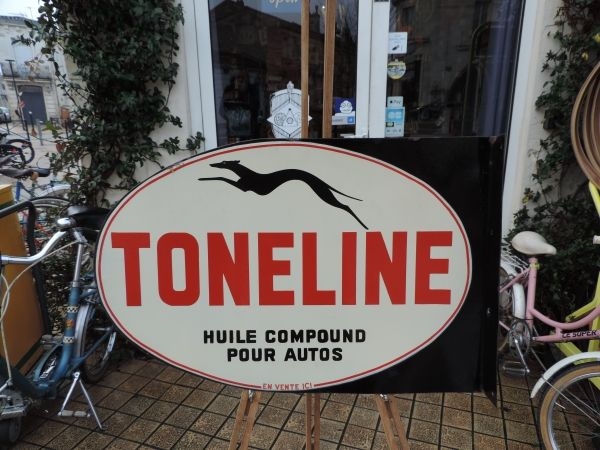 TONELINE
HUILE COMPOUND
POUR AUTOS
EN VENTE ICI